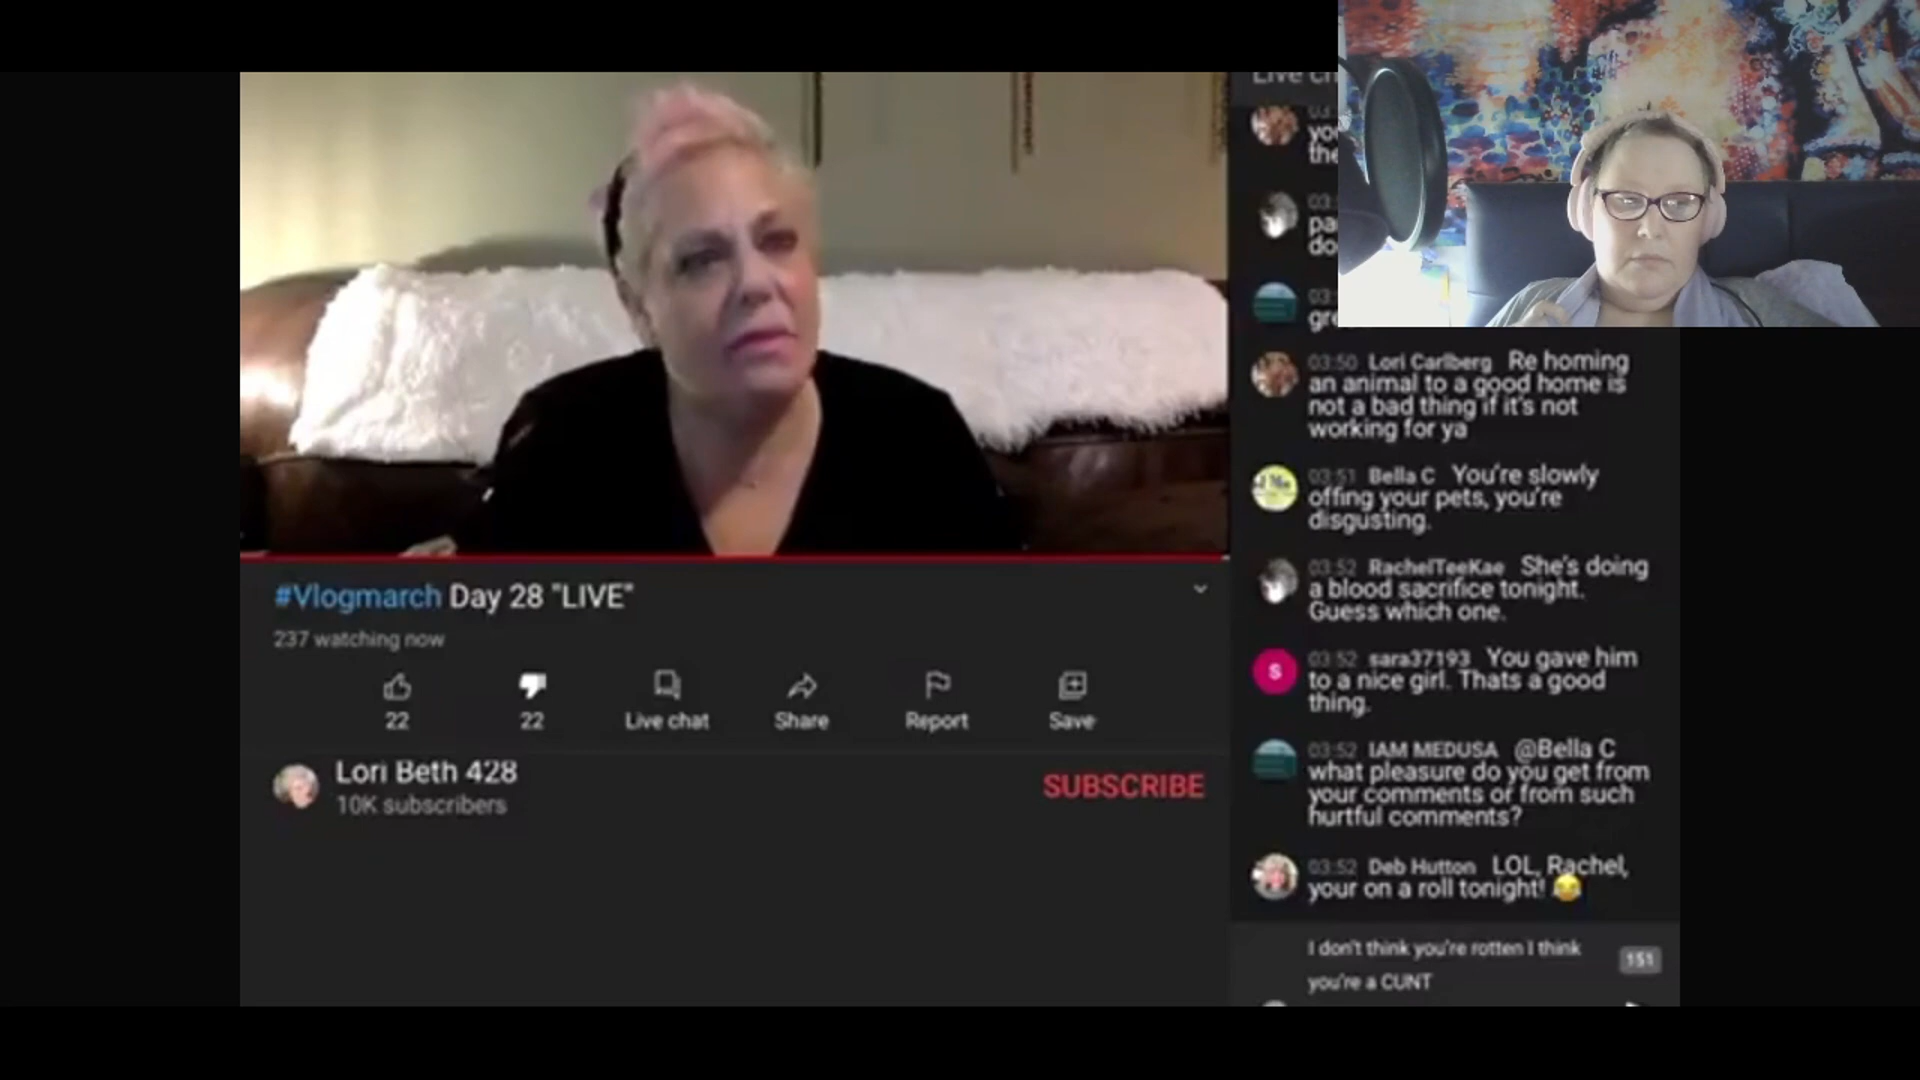 #Vlogmarch Day 28 "LIVE"
237 watching now
22
22
Live chat
Share
Report
Save
Lori Beth 428
10K subscribers
SUBSCRIBE
Live ch
03:50 Lori Carlberg Re homing
an animal to a good home is
not a bad thing if it's not
working for ya
03:51 Bella C You're slowly
offing your pets, you're
disgusting.
03:52 RachelTeeKae She's doing
a blood sacrifice tonight.
Guess which one.
S
03:52 sara37193 You gave him
to a nice girl. Thats a good
thing.
03:52 IAM MEDUSA @Bella C
what pleasure do you get from
your comments or from such
hurtful comments?
03:52 Deb Hutton LOL, Rachel,
your on a roll tonight! 😂
I don't think you're rotten I think
you're a CUNT
151